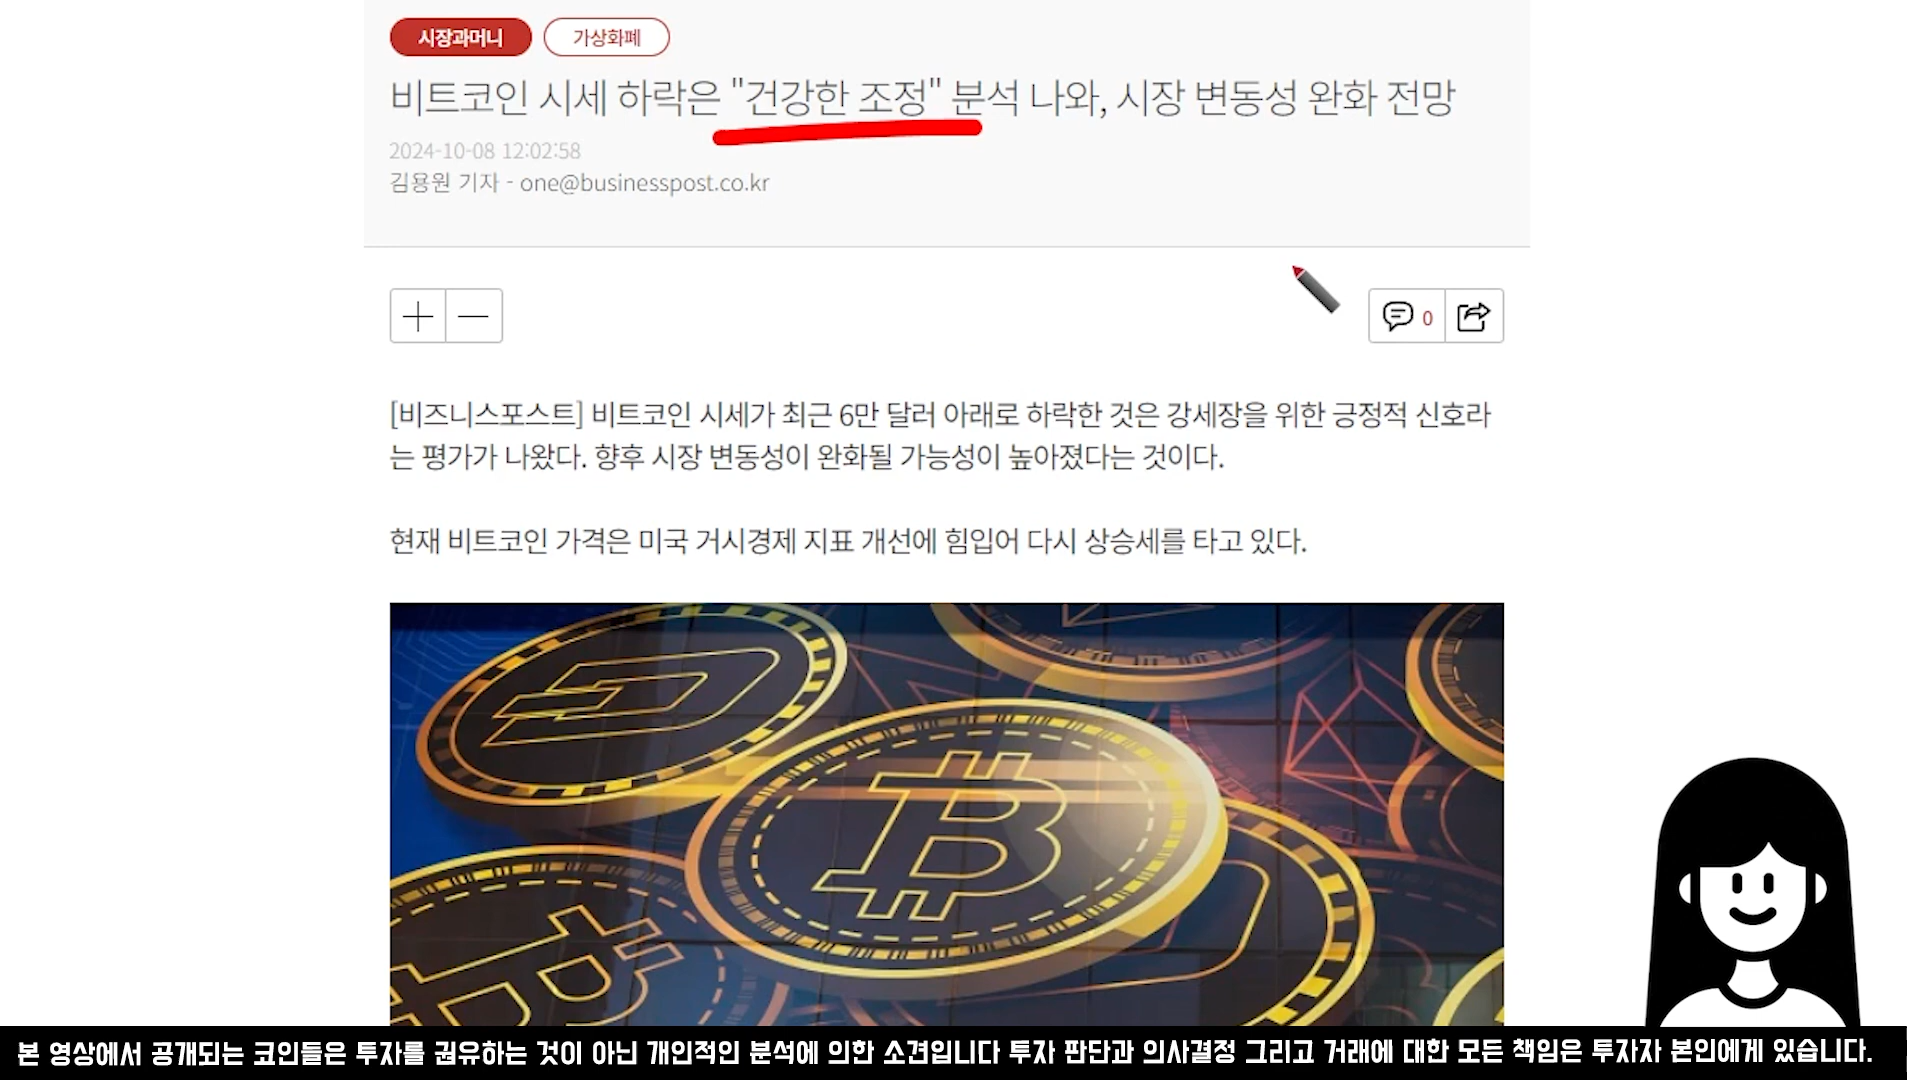 시장과머니 가상화폐
비트코인 시세 하락은 "건강한 조정" 분석 나와, 시장 변동성 완화 전망
2024-10-08 12:02:58
김용원 기자 - one@businesspost.co.kr
0
[비즈니스포스트] 비트코인 시세가 최근 6만 달러 아래로 하락한 것은 강세장을 위한 긍정적 신호라
는 평가가 나왔다. 향후 시장 변동성이 완화될 가능성이 높아졌다는 것이다.
현재 비트코인 가격은 미국 거시경제 지표 개선에 힘입어 다시 상승세를 타고 있다.
본 영상에서 공개되는 코인들은 투자를 권유하는 것이 아닌 개인적인 분석에 의한 소견입니다 투자 판단과 의사결정 그리고 거래에 대한 모든 책임은 투자자 본인에게 있습니다.